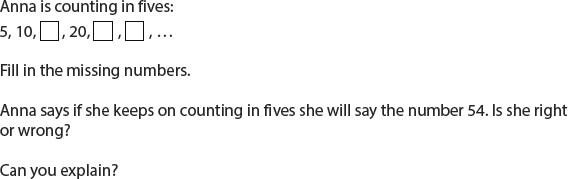 Anna is counting in fives:
5, 10, □ , 20, □ , □ , …
Fill in the missing numbers.
Anna says if she keeps on counting in fives she will say the number 54. Is she right
or wrong?
Can you explain?